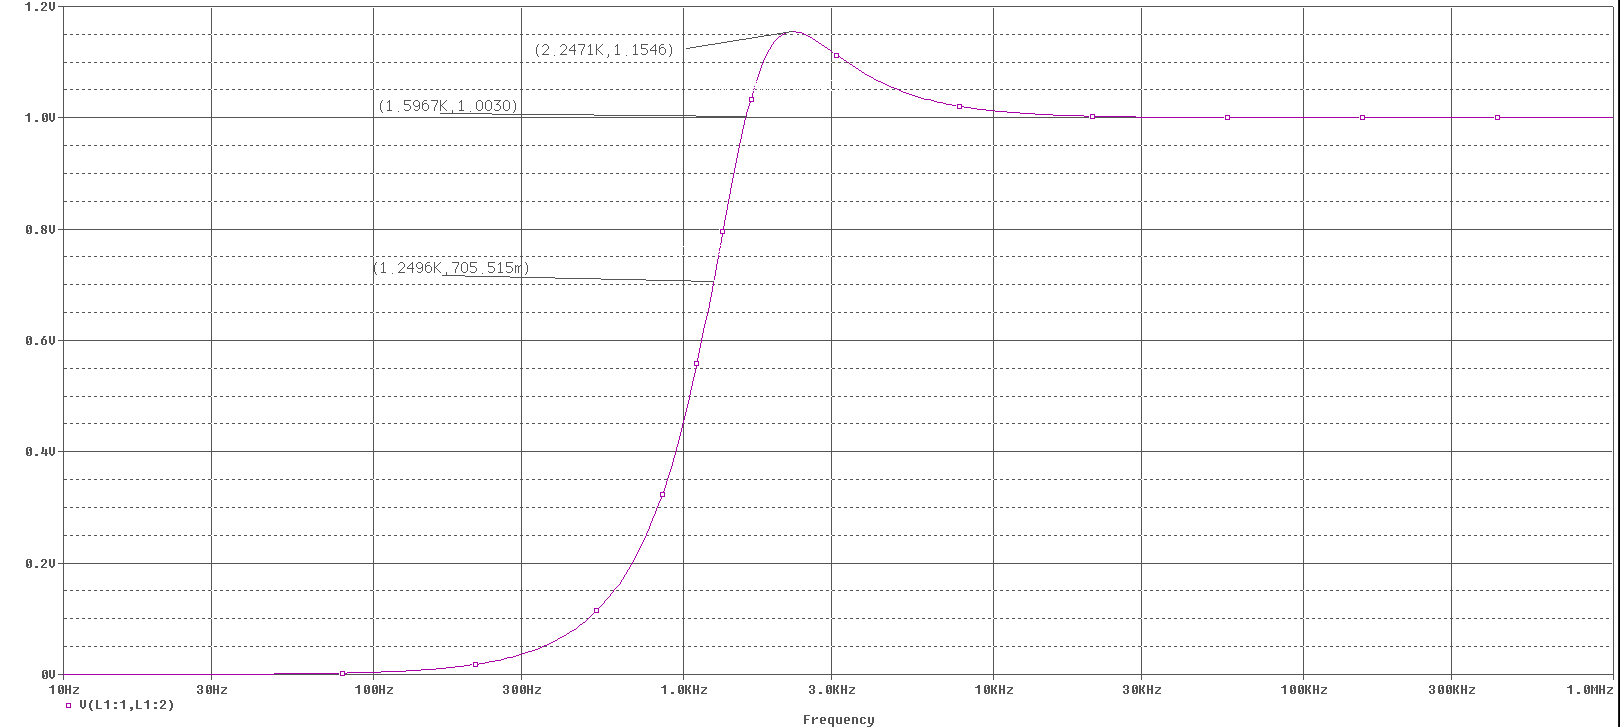 1.2V
(2.2471K,1.1546)
(1.5967K,1.0030)
1.0V
0.8V
(1.2496K,705.515m)
0.6V
0.4V
0.2V
0V
10Hz 30Hz 100Hz 300Hz 1.0KHz 3.0KHz 10KHz 30KHz 100KHz 300KHz 1.0MHz
V(L1:1,L1:2)
Frequency